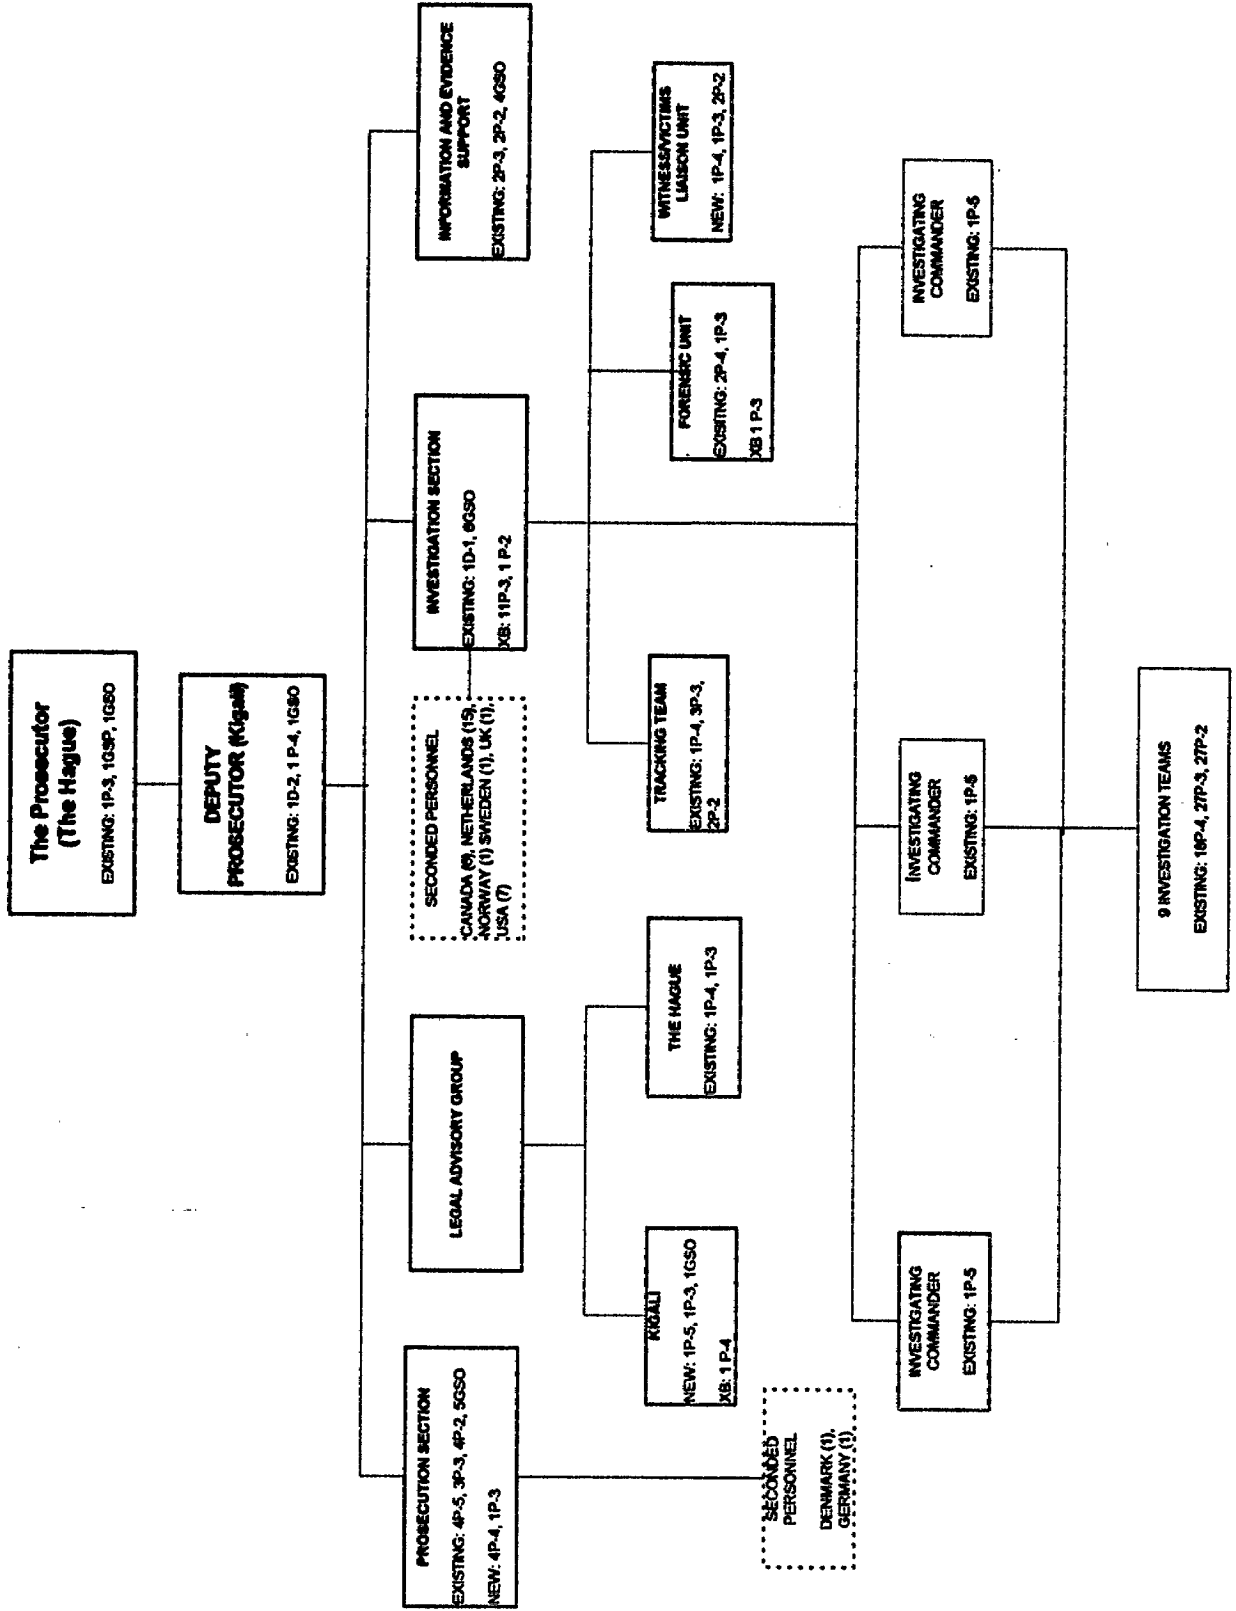 The Prosecutor
(The Hague)
EXISTING: 1P-3, 1GSP, 1GSO
DEPUTY
PROSECUTOR (Kigali)
EXISTING: 1D-2, 1 P-4, 1GSO
PROSECUTION SECTION
EXISTING: 4P-5, 3P-3, 4P-2, 5GSO
NEW: 4P-4, 1P-3
LEGAL ADVISORY GROUP
SECONDED PERSONNEL
CANADA NETHERLANDS (15),
NORWAY (1) SWEDEN (1), UK (1),
USA (7)
INVESTIGATION SECTION
EXISTING: 1D-1, 6GSO
XB: 11P-3, 1 P-2
INFORMATION AND EVIDENCE
SUPPORT
EXISTING: 2P-3, 2P-2, 4GSO
SECONDED
PERSONNEL
DENMARK (1),
GERMANY (1)
KIGALI
NEW: 1P-5, 1P-3, 1GSO
XB: 1 P-4
THE HAGUE
EXISTING: 1P-4, 1P-3
TRACKING TEAM
EXISTING: 1P-4, 3P-3,
2P-2
FORENSIC UNIT
EXISITNG: 2P-4, 1P-3
XB 1 P-3
WITNESS/VICTIMS
LIAISON UNIT
NEW: 1P-4, 1P-3, 2P-2
INVESTIGATING
COMMANDER
EXISTING: 1P-5
INVESTIGATING
COMMANDER
EXISTING: 1P-5
INVESTIGATING
COMMANDER
EXISTING: 1P-5
9 INVESTIGATION TEAMS
EXISTING: 18P-4, 27P-3, 27P-2